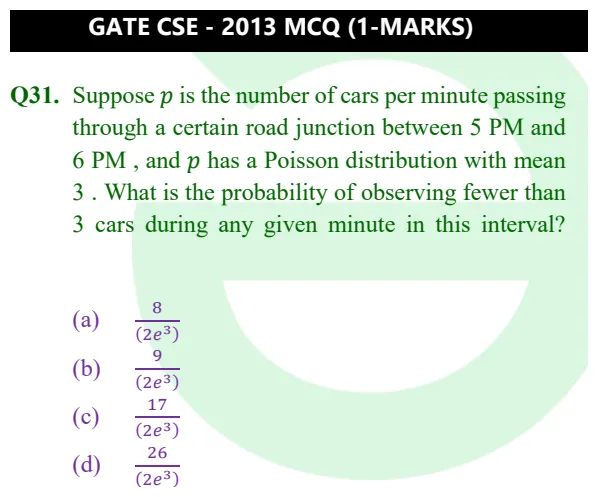 GATE CSE - 2013 MCQ (1-MARKS)
Q31. Suppose p is the number of cars per minute passing
through a certain road junction between 5 PM and
6 PM , and p has a Poisson distribution with mean
3 . What is the probability of observing fewer than
3 cars during any given minute in this interval?
(a) 8/(2e³)
(b) 9/(2e³)
(c) 17/(2e³)
(d) 26/(2e³)